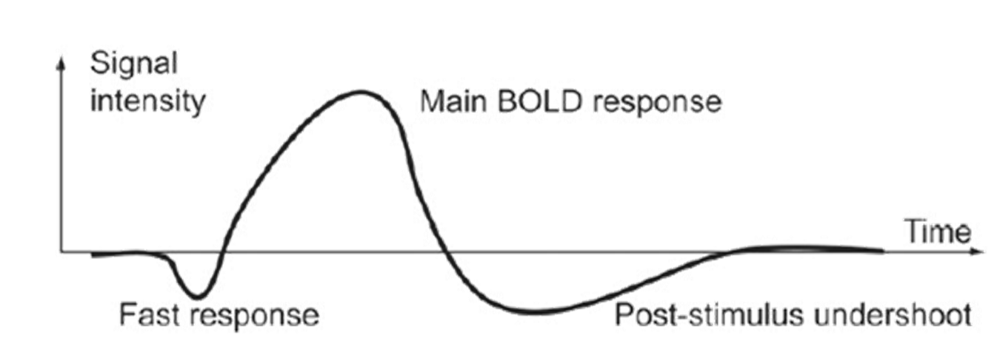 Signal
intensity
Main BOLD response
Time
Fast response
Post-stimulus undershoot